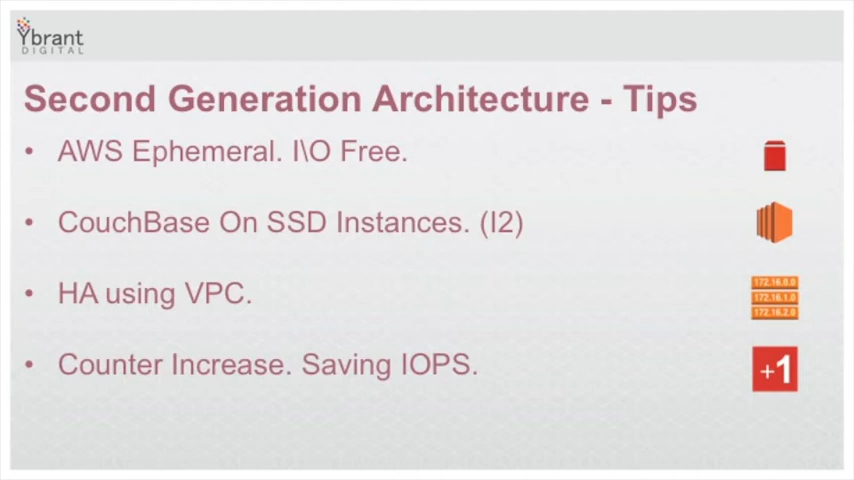 Ybrant
DIGITAL
Second Generation Architecture - Tips
• AWS Ephemeral. I\O Free.
• CouchBase On SSD Instances. (I2)
• HA using VPC.
172.16.0.0
172.16.1.0
172.16.2.0
• Counter Increase. Saving IOPS.
+1